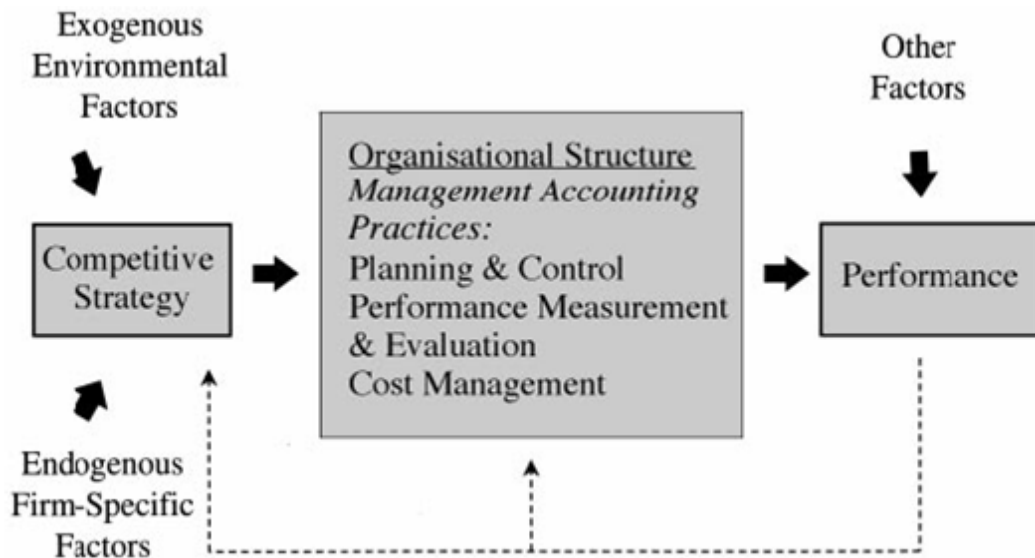 Exogenous
Environmental
Factors
Other
Factors
Organisational Structure
Management Accounting
Practices:
Planning & Control
Performance Measurement
& Evaluation
Cost Management
Competitive
Strategy
Performance
Endogenous
Firm-Specific
Factors